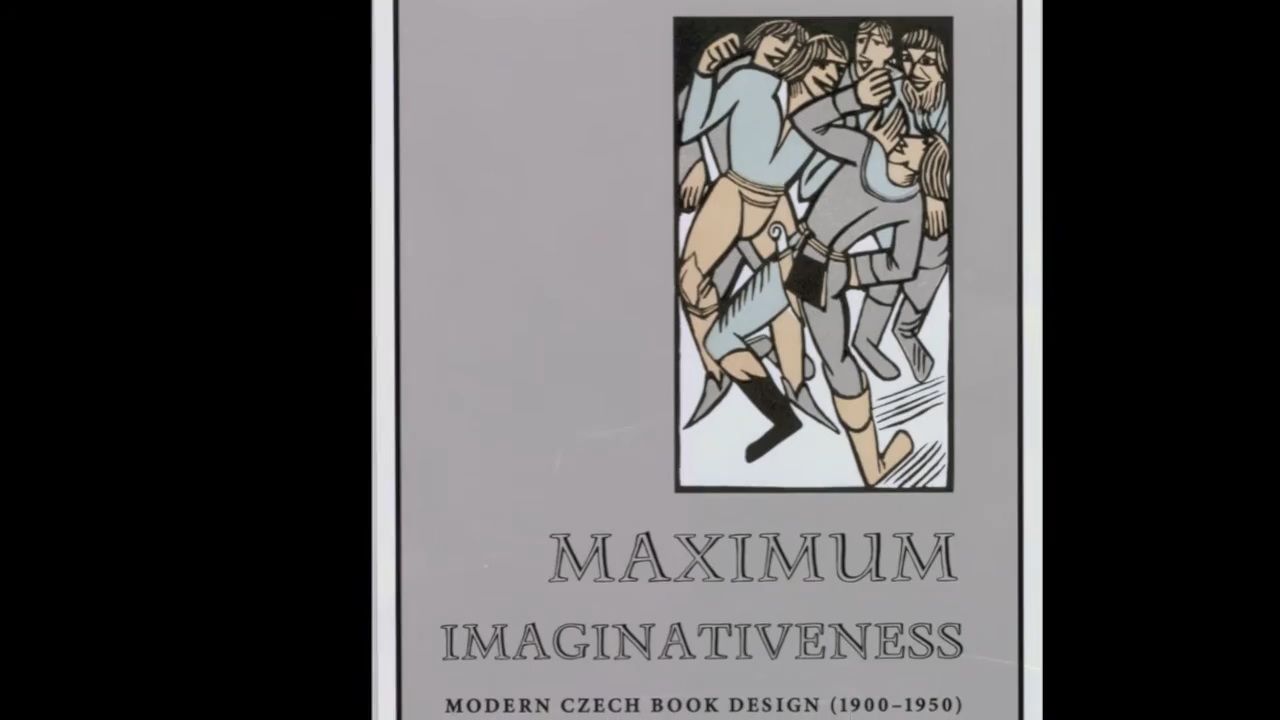 MAXIMUM
IMAGINATIVENESS
MODERN CZECH BOOK DESIGN (1900–1950)